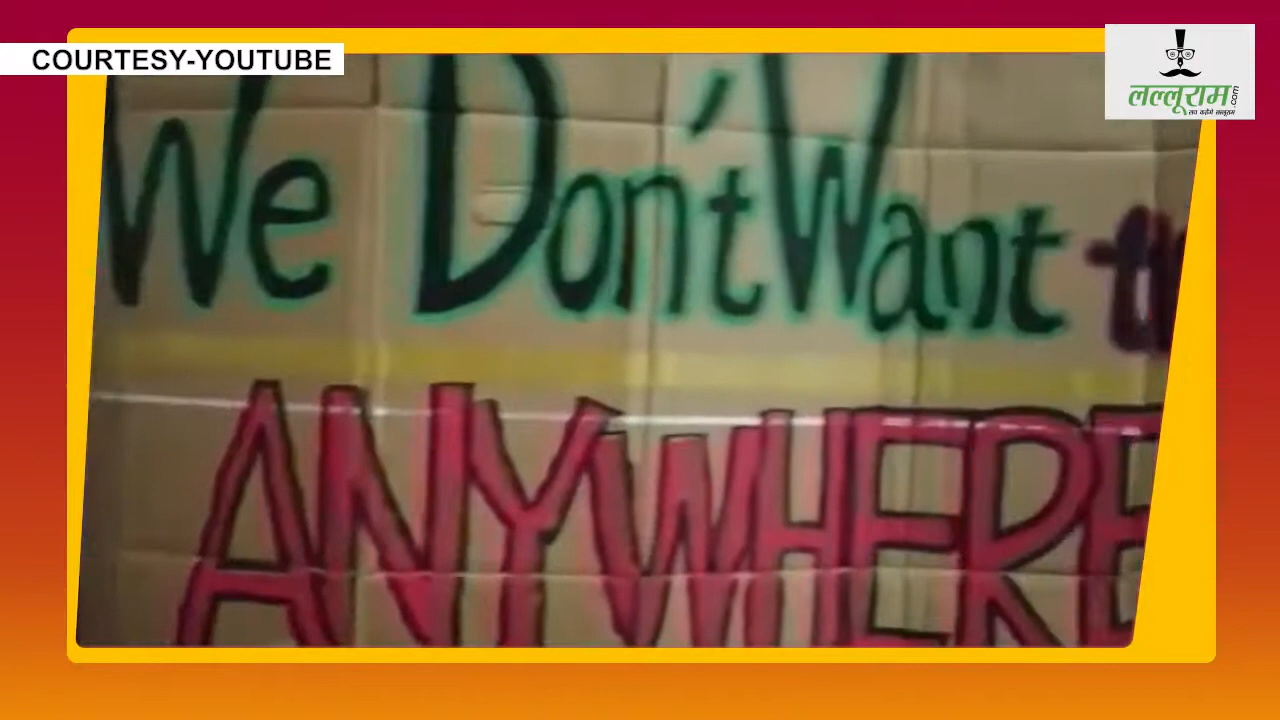 COURTESY-YOUTUBE
लल्लूराम
.com
We Don't Want
ANYWHERE